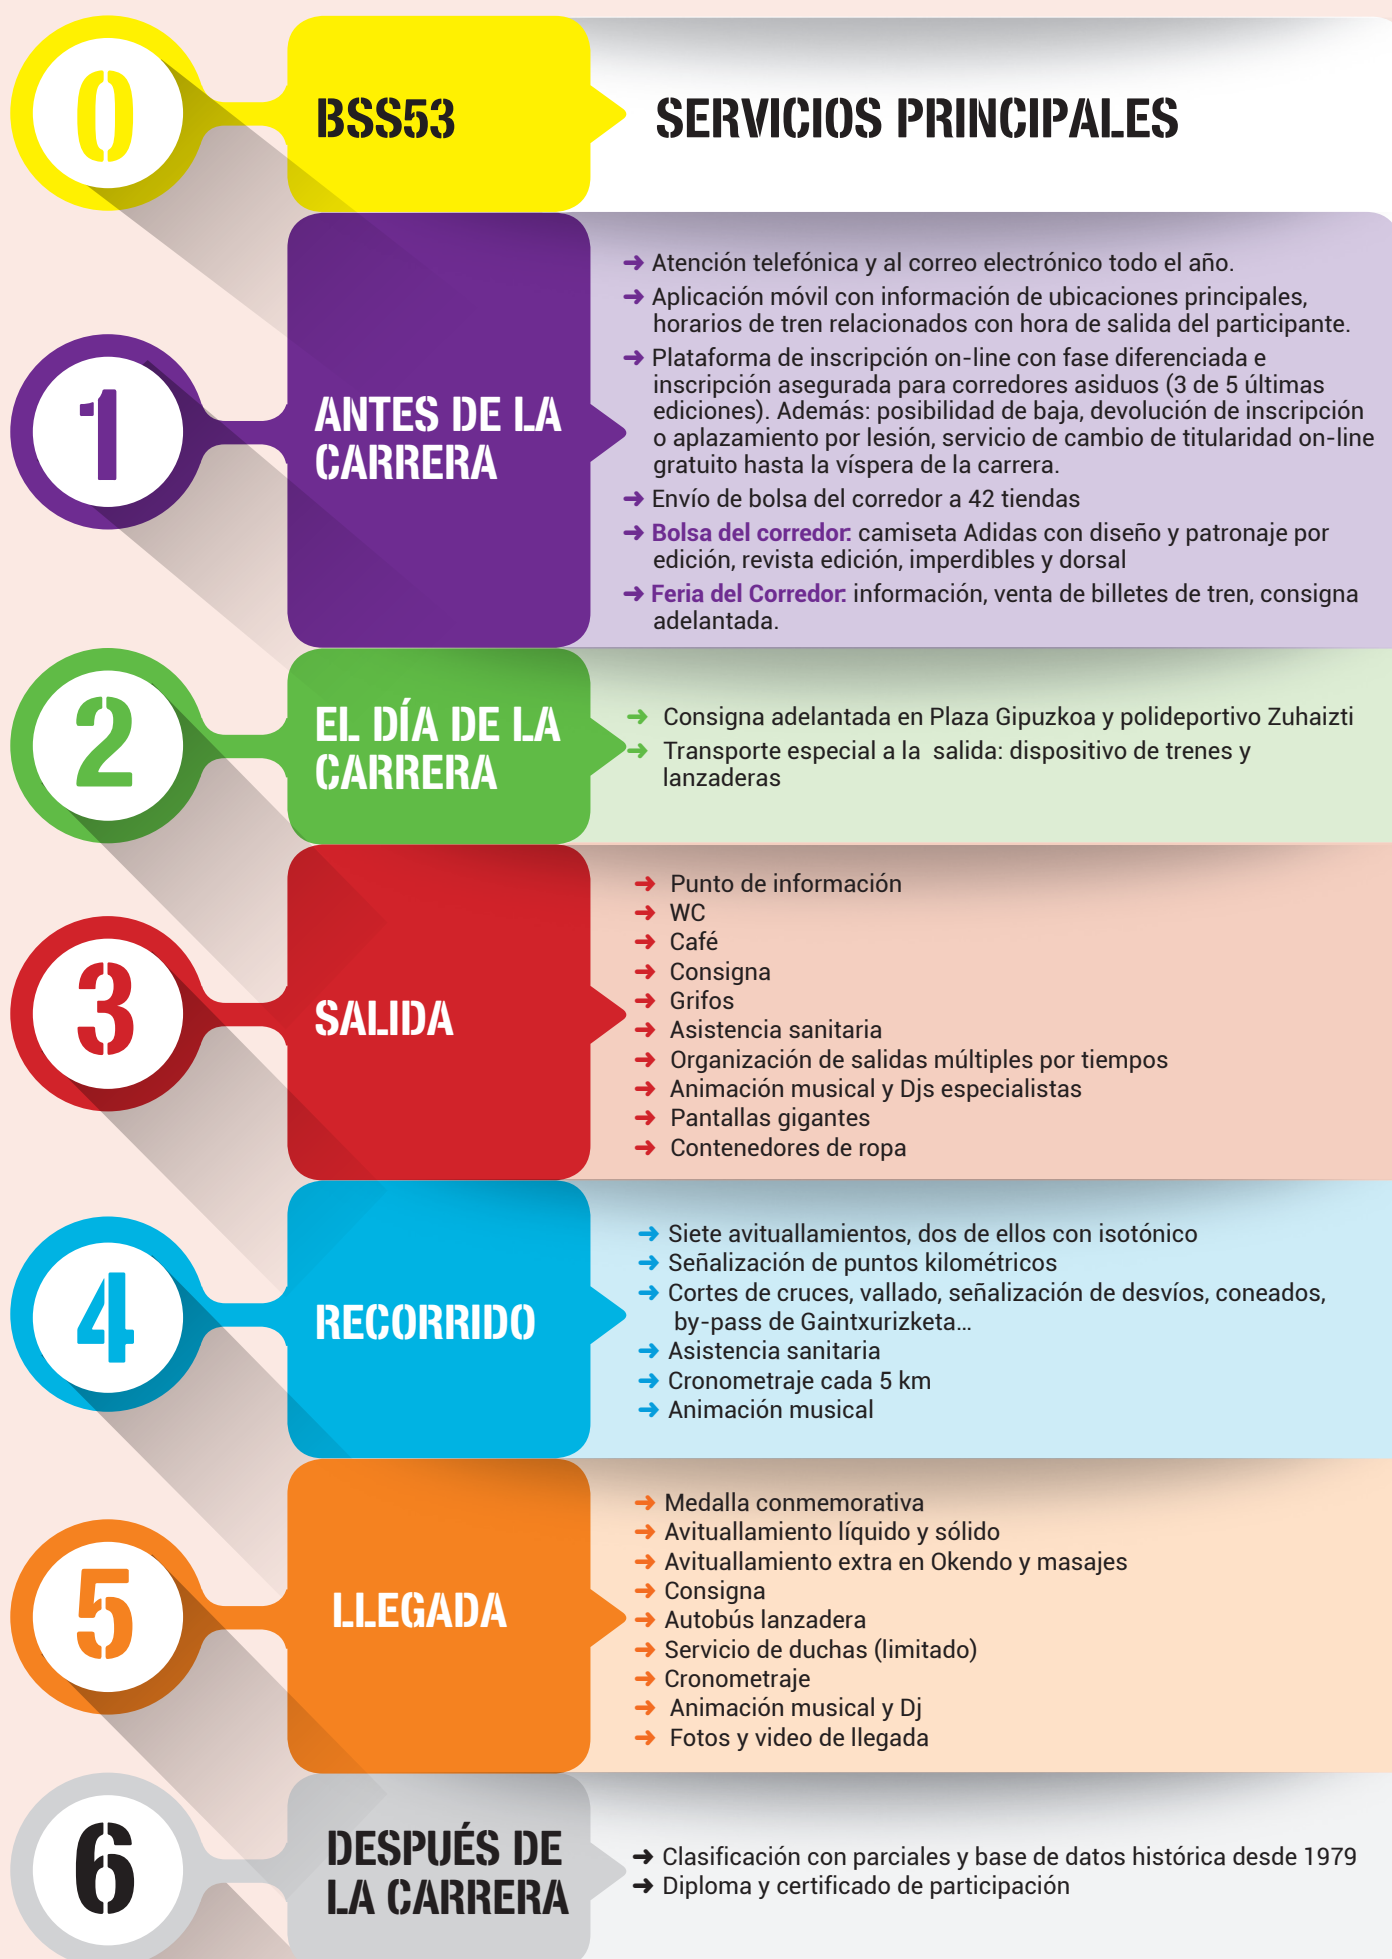 0
BSS53
SERVICIOS PRINCIPALES
1
ANTES DE LA
CARRERA
➜ Atención telefónica y al correo electrónico todo el año.
➜ Aplicación móvil con información de ubicaciones principales,
horarios de tren relacionados con hora de salida del participante.
➜ Plataforma de inscripción on-line con fase diferenciada e
inscripción asegurada para corredores asiduos (3 de 5 últimas
ediciones). Además: posibilidad de baja, devolución de inscripción
o aplazamiento por lesión, servicio de cambio de titularidad on-line
gratuito hasta la víspera de la carrera.
➜ Envío de bolsa del corredor a 42 tiendas
➜ Bolsa del corredor: camiseta Adidas con diseño y patronaje por
edición, revista edición, imperdibles y dorsal
➜ Feria del Corredor: información, venta de billetes de tren, consigna
adelantada.
2
EL DÍA DE LA
CARRERA
➜ Consigna adelantada en Plaza Gipuzkoa y polideportivo Zuhaizti
➜ Transporte especial a la salida: dispositivo de trenes y
lanzaderas
3
SALIDA
➜ Punto de información
➜ WC
➜ Café
➜ Consigna
➜ Grifos
➜ Asistencia sanitaria
➜ Organización de salidas múltiples por tiempos
➜ Animación musical y Djs especialistas
➜ Pantallas gigantes
➜ Contenedores de ropa
4
RECORRIDO
➜ Siete avituallamientos, dos de ellos con isotónico
➜ Señalización de puntos kilométricos
➜ Cortes de cruces, vallado, señalización de desvíos, coneados,
by-pass de Gaintxurizketa...
➜ Asistencia sanitaria
➜ Cronometraje cada 5 km
➜ Animación musical
5
LLEGADA
➜ Medalla conmemorativa
➜ Avituallamiento líquido y sólido
➜ Avituallamiento extra en Okendo y masajes
➜ Consigna
➜ Autobús lanzadera
➜ Servicio de duchas (limitado)
➜ Cronometraje
➜ Animación musical y Dj
➜ Fotos y video de llegada
6
DESPUÉS DE
LA CARRERA
➜ Clasificación con parciales y base de datos histórica desde 1979
➜ Diploma y certificado de participación